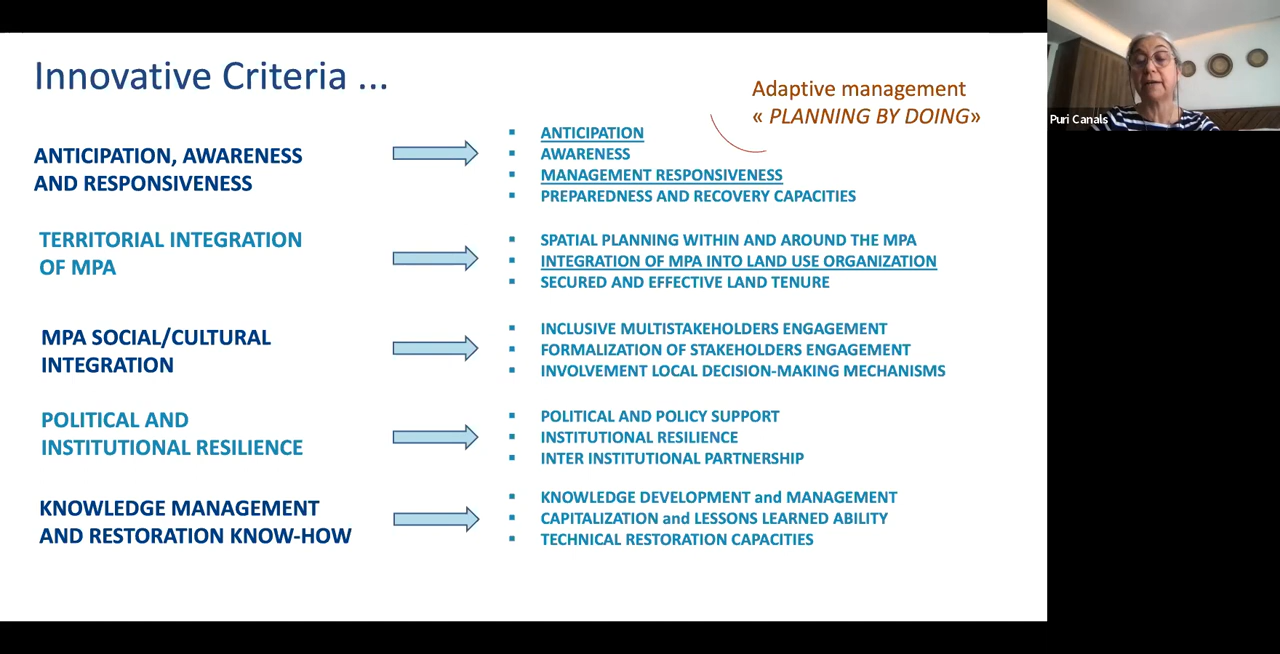 Innovative Criteria ...
Adaptive management
« PLANNING BY DOING»
ANTICIPATION, AWARENESS
AND RESPONSIVENESS
ANTICIPATION
AWARENESS
MANAGEMENT RESPONSIVENESS
PREPAREDNESS AND RECOVERY CAPACITIES
TERRITORIAL INTEGRATION
OF MPA
SPATIAL PLANNING WITHIN AND AROUND THE MPA
INTEGRATION OF MPA INTO LAND USE ORGANIZATION
SECURED AND EFFECTIVE LAND TENURE
MPA SOCIAL/CULTURAL
INTEGRATION
INCLUSIVE MULTISTAKEHOLDERS ENGAGEMENT
FORMALIZATION OF STAKEHOLDERS ENGAGEMENT
INVOLVEMENT LOCAL DECISION-MAKING MECHANISMS
POLITICAL AND
INSTITUTIONAL RESILIENCE
POLITICAL AND POLICY SUPPORT
INSTITUTIONAL RESILIENCE
INTER INSTITUTIONAL PARTNERSHIP
KNOWLEDGE MANAGEMENT
AND RESTORATION KNOW-HOW
KNOWLEDGE DEVELOPMENT and MANAGEMENT
CAPITALIZATION and LESSONS LEARNED ABILITY
TECHNICAL RESTORATION CAPACITIES
Puri Canals